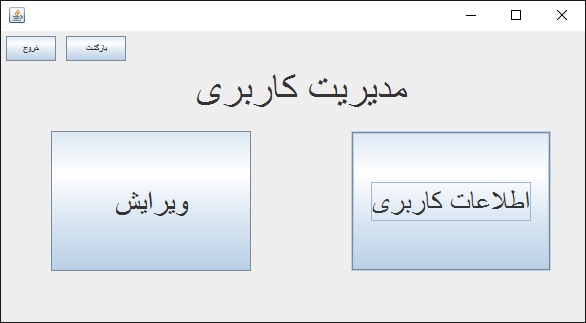 بازگشت
خروج
مدیریت کاربری
اطلاعات کاربری
ویرایش